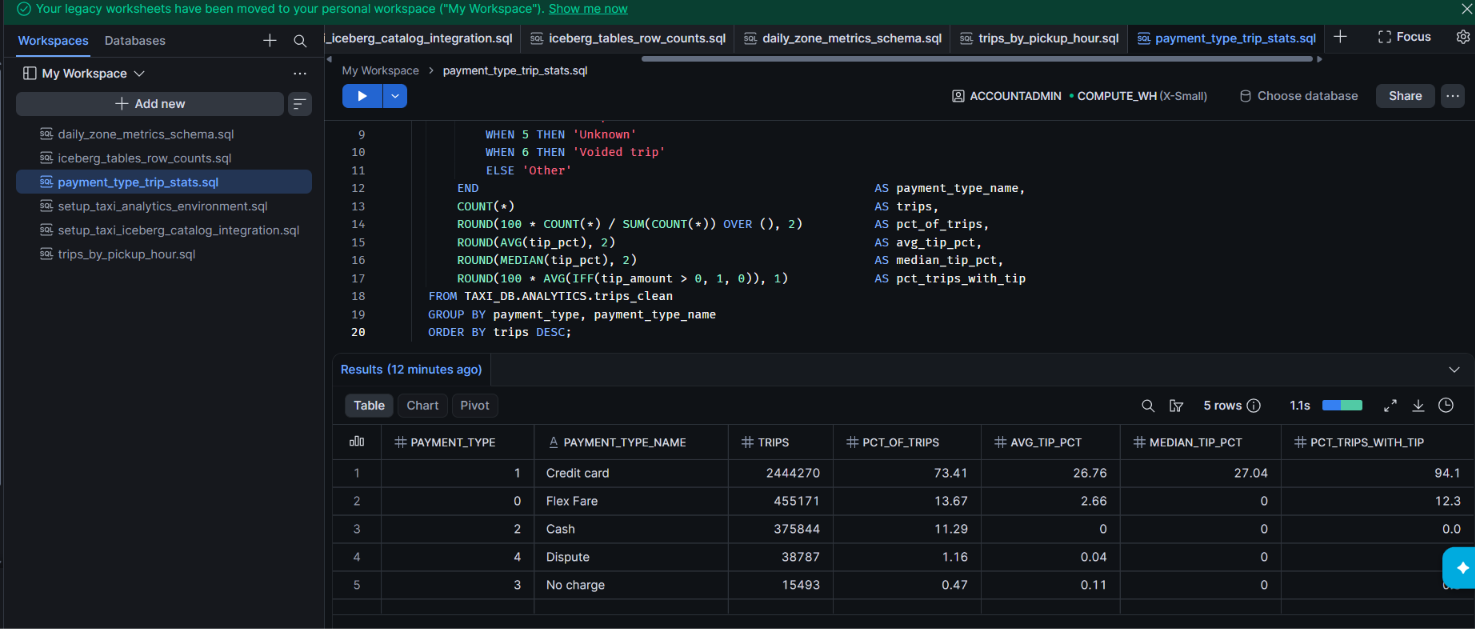 Your legacy worksheets have been moved to your personal workspace ("My Workspace"). Show me now
Workspaces Databases
My Workspace
Add new
daily_zone_metrics_schema.sql
iceberg_tables_row_counts.sql
payment_type_trip_stats.sql
setup_taxi_analytics_environment.sql
setup_taxi_iceberg_catalog_integration.sql
trips_by_pickup_hour.sql
i_iceberg_catalog_integration.sql iceberg_tables_row_counts.sql daily_zone_metrics_schema.sql trips_by_pickup_hour.sql payment_type_trip_stats.sql Focus
My Workspace > payment_type_trip_stats.sql
ACCOUNTADMIN COMPUTE_WH (X-Small) Choose database Share
9 WHEN 5 THEN 'Unknown'
10 WHEN 6 THEN 'Voided trip'
11 ELSE 'Other'
12 END AS payment_type_name,
13 COUNT(*) AS trips,
14 ROUND(100 * COUNT(*) / SUM(COUNT(*)) OVER (), 2) AS pct_of_trips,
15 ROUND(AVG(tip_pct), 2) AS avg_tip_pct,
16 ROUND(MEDIAN(tip_pct), 2) AS median_tip_pct,
17 ROUND(100 * AVG(IFF(tip_amount > 0, 1, 0)), 1) AS pct_trips_with_tip
18 FROM TAXI_DB.ANALYTICS.trips_clean
19 GROUP BY payment_type, payment_type_name
20 ORDER BY trips DESC;
Results (12 minutes ago)
Table Chart Pivot 5 rows 1.1s
PAYMENT_TYPE PAYMENT_TYPE_NAME TRIPS PCT_OF_TRIPS AVG_TIP_PCT MEDIAN_TIP_PCT PCT_TRIPS_WITH_TIP
1 1 Credit card 2444270 73.41 26.76 27.04 94.1
2 0 Flex Fare 455171 13.67 2.66 0 12.3
3 2 Cash 375844 11.29 0 0 0.0
4 4 Dispute 38787 1.16 0.04 0
5 3 No charge 15493 0.47 0.11 0